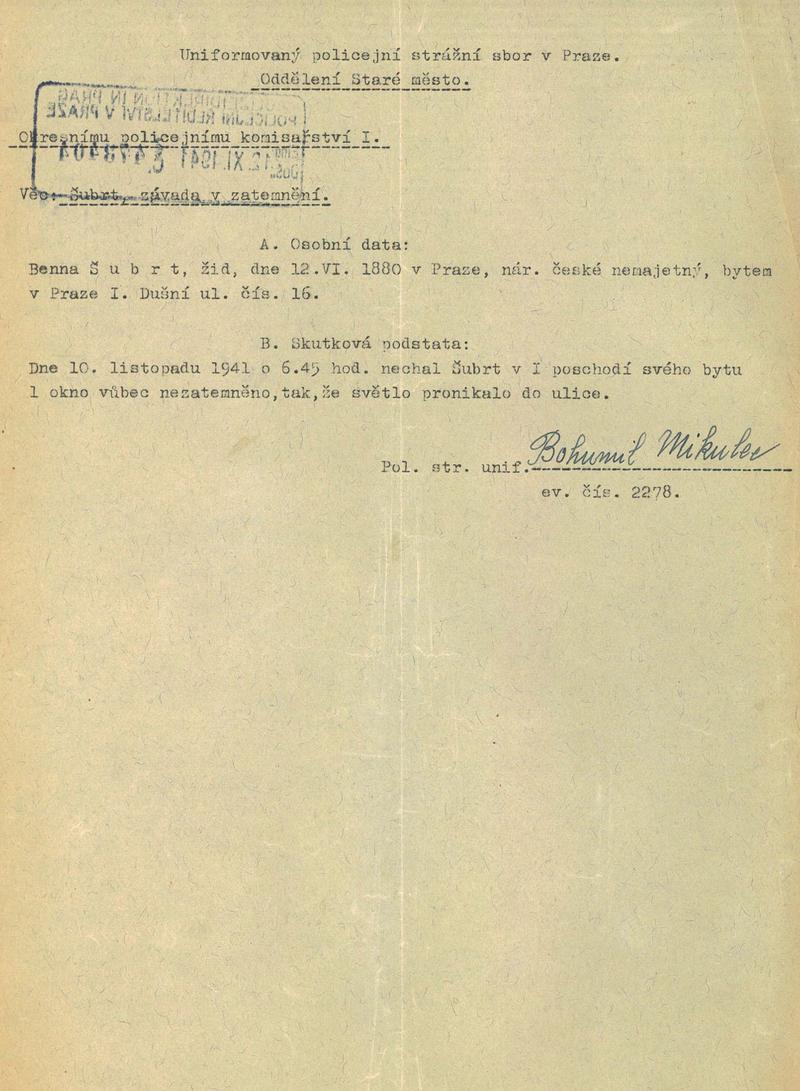 Uniformovaný policejní strážní sbor v Praze.
Oddělení Staré město.
POLICEJNÍ ŘEDITELSTVÍ V PRAZE
Okresnímu policejnímu komisařství I.
Věc: Šubrt, závada v zatemnění.
A. Osobní data:
Benna Š u b r t, žid, dne 12.VI. 1880 v Praze, nár. české nemajetný, bytem
v Praze I. Dušní ul. čís. 16.
B. Skutková podstata:
Dne 10. listopadu 1941 o 6.45 hod. nechal Šubrt v I poschodí svého bytu
1 okno vůbec nezatemněno,tak,že světlo pronikalo do ulice.
Bohumil Mikulec
Pol. str. unif.
ev. čís. 2278.